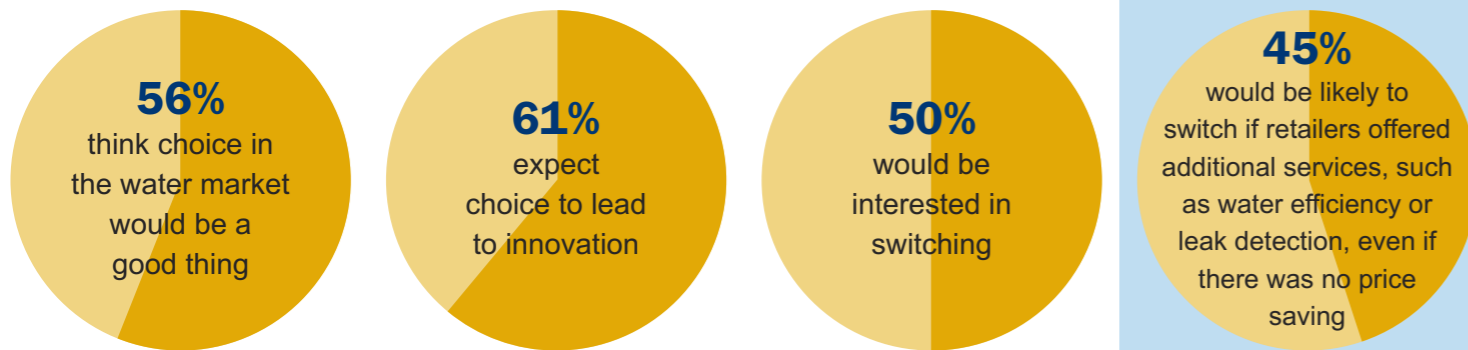 56%
think choice in
the water market
would be a
good thing
61%
expect
choice to lead
to innovation
50%
would be
interested in
switching
45%
would be likely to
switch if retailers offered
additional services, such
as water efficiency or
leak detection, even if
there was no price
saving